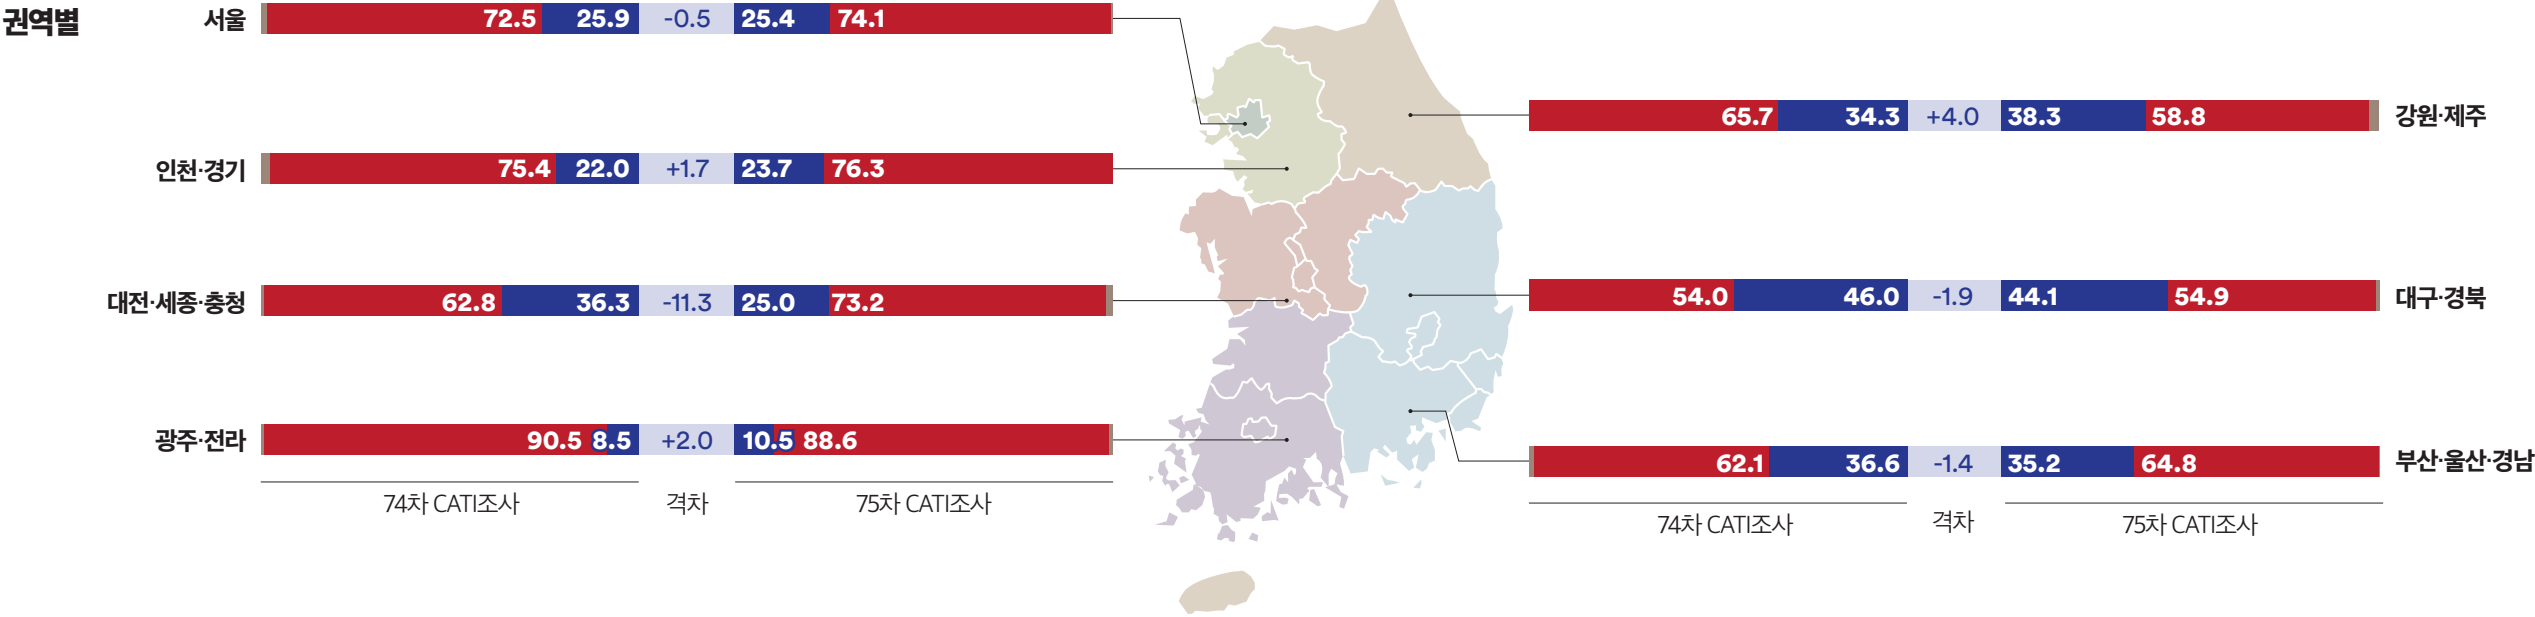 권역별
서울 72.5 25.9 -0.5 25.4 74.1
인천·경기 75.4 22.0 +1.7 23.7 76.3
대전·세종·충청 62.8 36.3 -11.3 25.0 73.2
광주·전라 90.5 8.5 +2.0 10.5 88.6
74차 CATI조사 격차 75차 CATI조사
65.7 34.3 +4.0 38.3 58.8 강원·제주
54.0 46.0 -1.9 44.1 54.9 대구·경북
62.1 36.6 -1.4 35.2 64.8 부산·울산·경남
74차 CATI조사 격차 75차 CATI조사